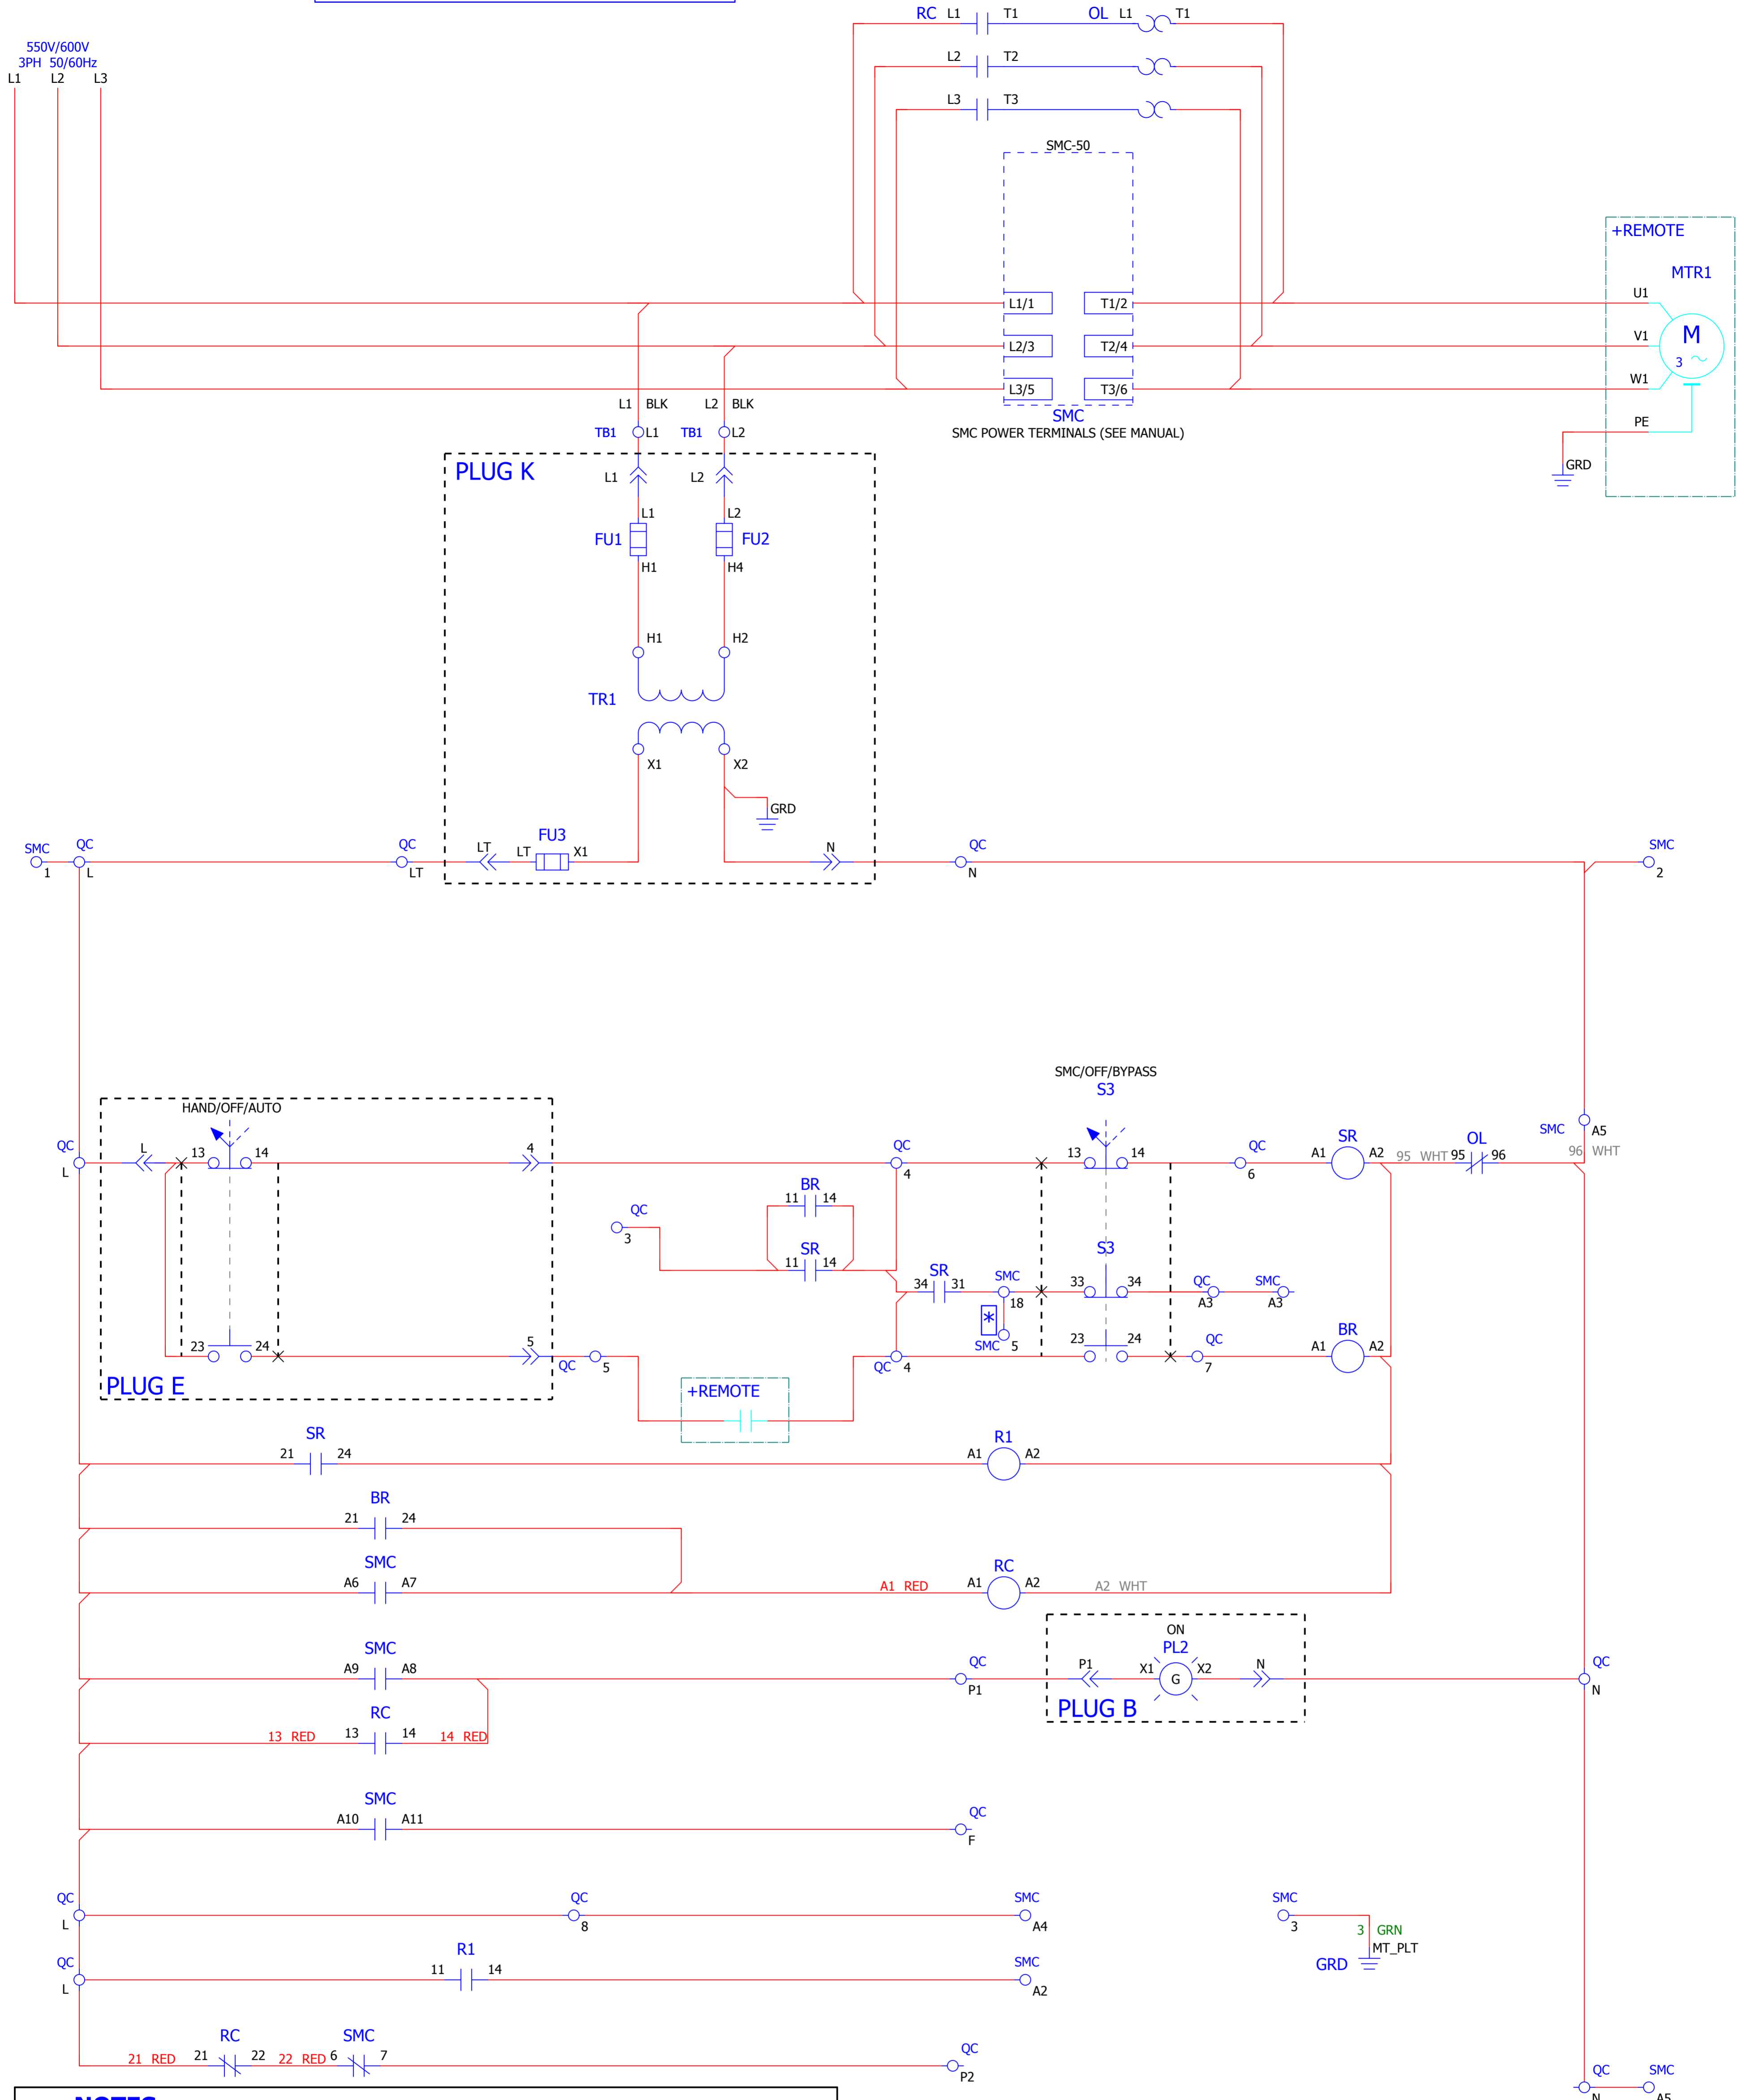 RC L1 T1 OL L1 T1
550V/600V
3PH 50/60Hz
L1 L2 L3
L2 T2
L3 T3
SMC-50
+REMOTE
MTR1
L1/1 T1/2 U1
L2/3 T2/4 V1 M
3
L3/5 T3/6 W1
L1 BLK L2 BLK
SMC
PE
TB1 L1 TB1 L2
SMC POWER TERMINALS (SEE MANUAL)
PLUG K
L1 L2
GRD
L1 L2
FU1 FU2
H1 H4
H1 H2
TR1
X1 X2
GRD
SMC QC QC FU3 QC SMC
LT LT X1 N
1 L LT N 2
SMC/OFF/BYPASS
S3
HAND/OFF/AUTO
SMC A5
QC L 13 14 4 QC 13 14 QC SR OL
A1 A2 95 WHT 95 96 96 WHT
L 4 6
BR
11 14
QC
3
SR S3
11 14
SR SMC QC SMC
34 31 33 34
18 A3 A3
*
BR
23 24 5 SMC 5 23 24 QC A1 A2
QC 5 QC 4 7
PLUG E
+REMOTE
SR R1
21 24 A1 A2
BR
21 24
SMC RC
A6 A7 A1 RED A1 A2 A2 WHT
ON
SMC PL2
A9 A8 QC P1 X1 G X2 N QC
P1 N
RC PLUG B
13 RED 13 14 14 RED
SMC QC
A10 A11
F
QC QC SMC SMC
L 8 A4 3
3 GRN
R1 MT_PLT
QC 11 14 SMC GRD
L A2
RC SMC
21 RED 21 22 22 RED 6 7 QC
P2
QC SMC
N A5
NOTES